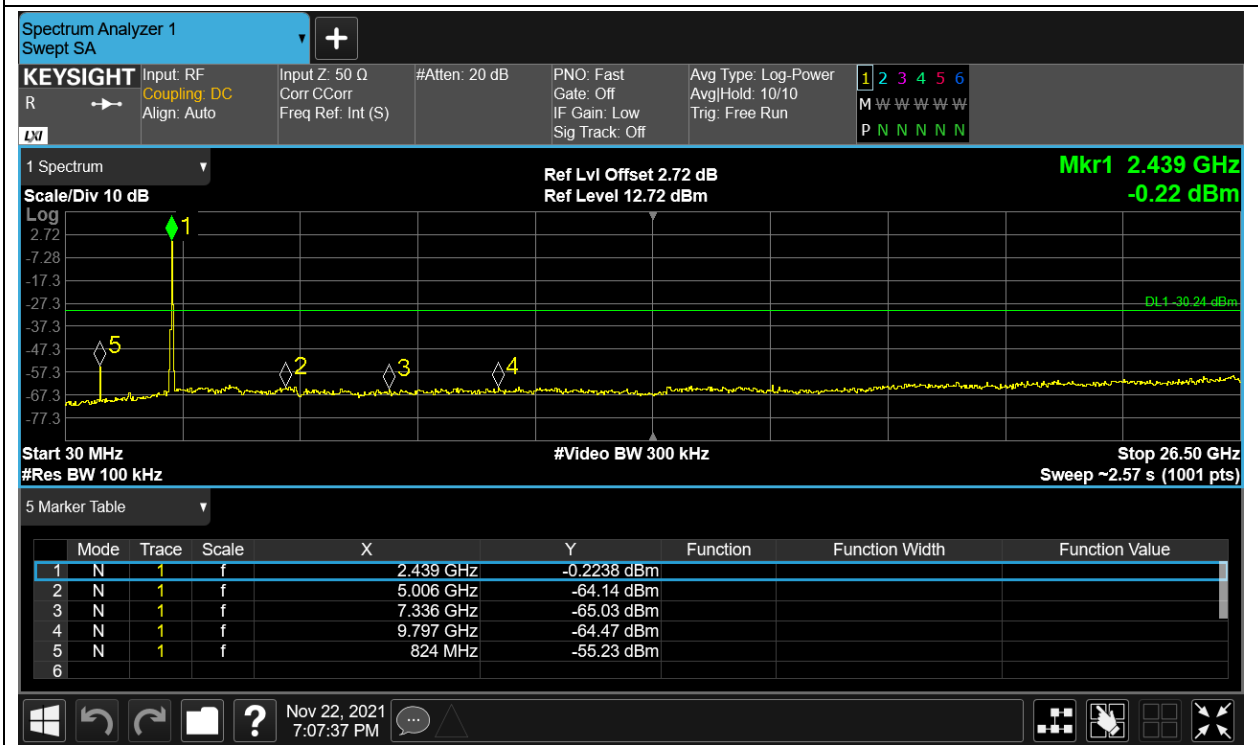 Spectrum Analyzer 1
Swept SA
KEYSIGHT Input: RF Input Z: 50 Ω #Atten: 20 dB PNO: Fast Avg Type: Log-Power 1 2 3 4 5 6
R Coupling: DC Corr CCorr Gate: Off Avg|Hold: 10/10 M W W W W W
Align: Auto Freq Ref: Int (S) IF Gain: Low Trig: Free Run
LXI Sig Track: Off P N N N N N
1 Spectrum Ref Lvl Offset 2.72 dB Mkr1 2.439 GHz
Scale/Div 10 dB Ref Level 12.72 dBm -0.22 dBm
Log
1
2.72
-7.28
-17.3
-27.3
DL1 -30.24 dBm
-37.3
-47.3
5
-57.3
2 3 4
-67.3
-77.3
Start 30 MHz #Video BW 300 kHz Stop 26.50 GHz
#Res BW 100 kHz Sweep ~2.57 s (1001 pts)
5 Marker Table
Mode Trace Scale X Y Function Function Width Function Value
1 N 1 f 2.439 GHz -0.2238 dBm
2 N 1 f 5.006 GHz -64.14 dBm
3 N 1 f 7.336 GHz -65.03 dBm
4 N 1 f 9.797 GHz -64.47 dBm
5 N 1 f 824 MHz -55.23 dBm
6
? Nov 22, 2021
7:07:37 PM